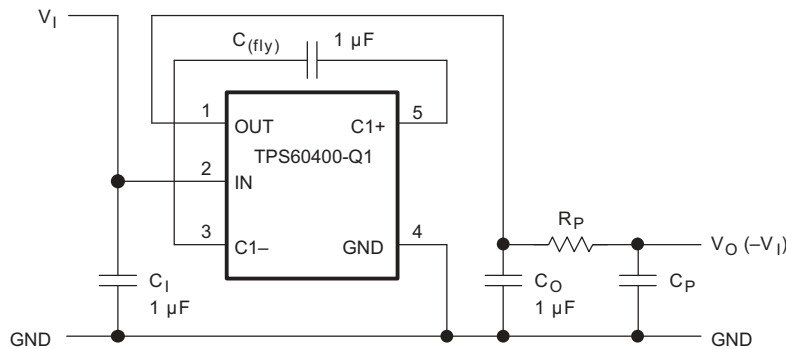 V_I
C_(fly) 1 µF
1 OUT C1+ 5
TPS60400-Q1
2 IN
3 C1– GND 4
R_P
V_O (–V_I)
C_I
1 µF
C_O
1 µF
C_P
GND GND